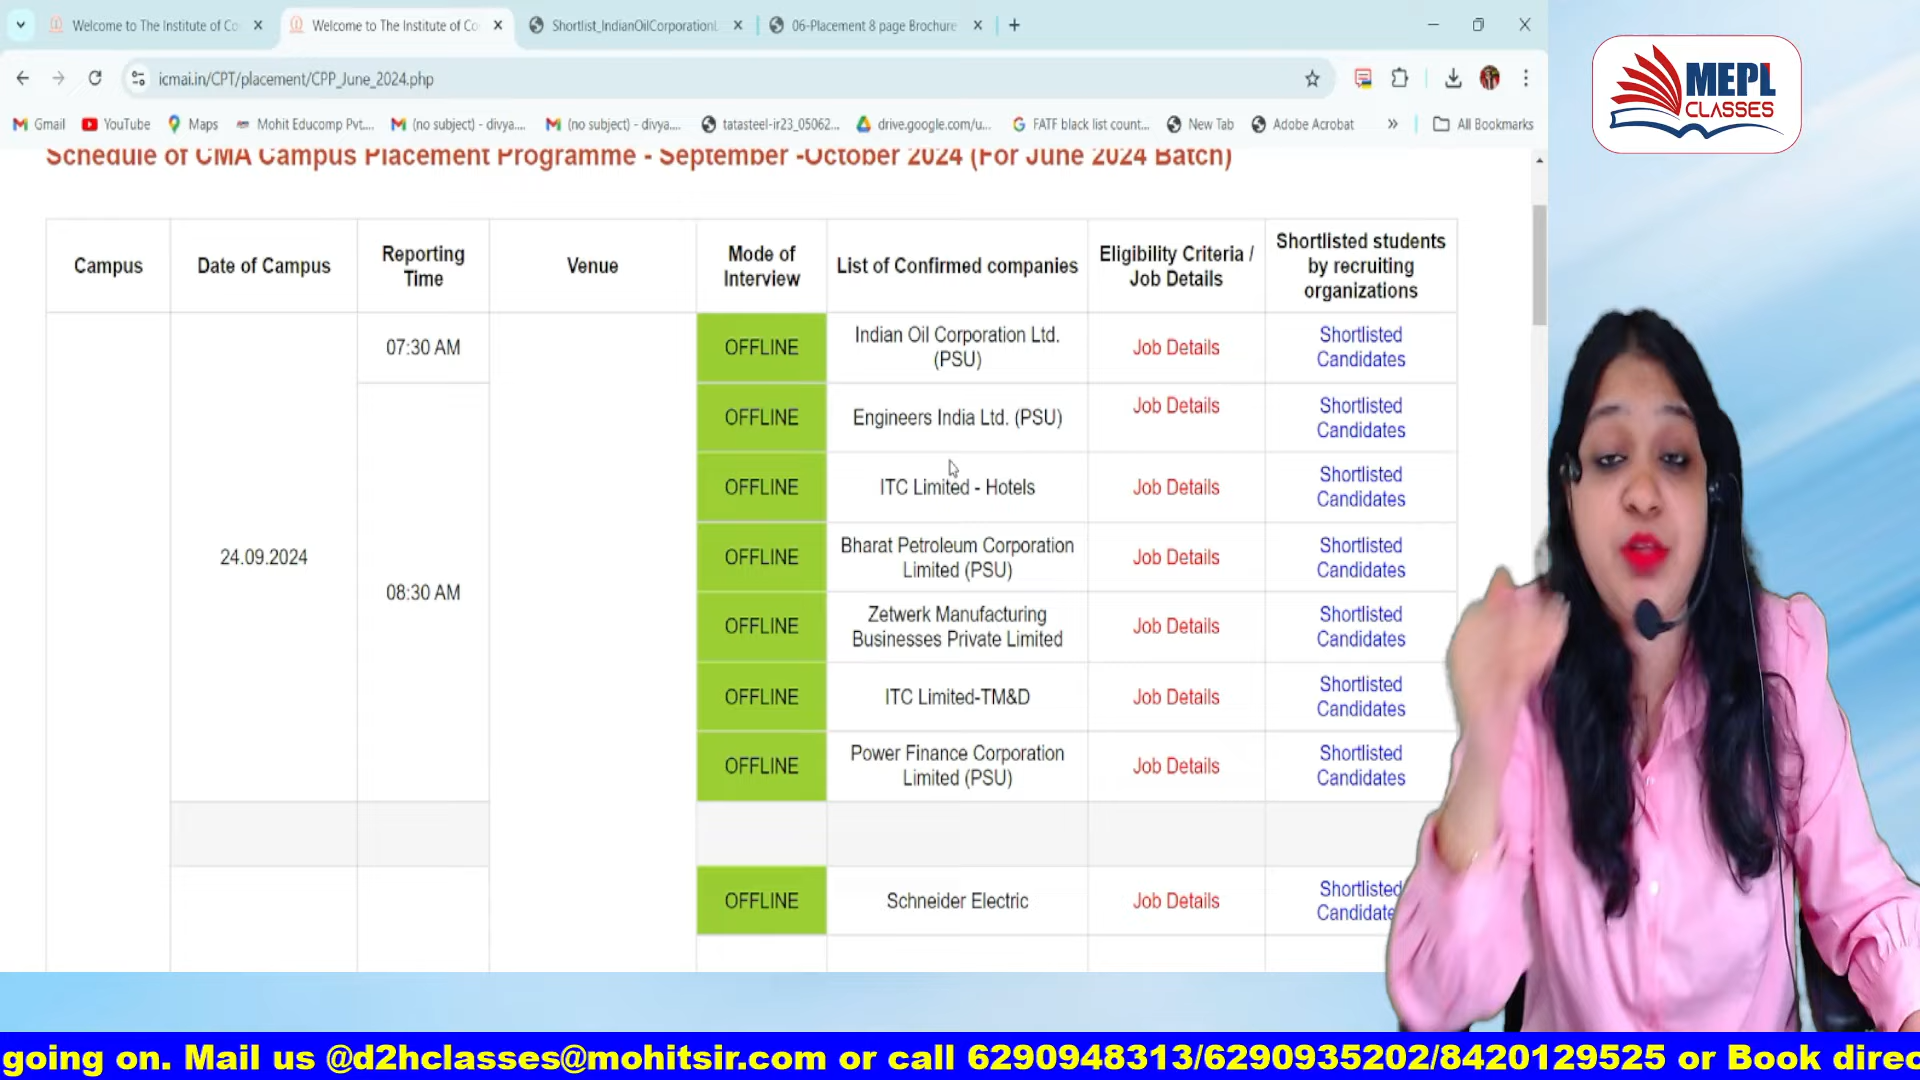 Welcome to The Institute of Co
Welcome to The Institute of Co
Shortlist_IndianOilCorporationL
06-Placement 8 page Brochure
icmai.in/CPT/placement/CPP_June_2024.php
Gmail
YouTube
Maps
Mohit Educomp Pvt....
(no subject) - divya....
(no subject) - divya....
tatasteel-ir23_05062...
drive.google.com/u...
FATF black list count...
New Tab
Adobe Acrobat
All Bookmarks
MEPL
CLASSES
Schedule of CMA Campus Placement Programme - September -October 2024 (For June 2024 Batch)
Campus
Date of Campus
Reporting
Time
Venue
Mode of
Interview
List of Confirmed companies
Eligibility Criteria /
Job Details
Shortlisted students
by recruiting
organizations
24.09.2024
07:30 AM
08:30 AM
OFFLINE
Indian Oil Corporation Ltd.
(PSU)
Job Details
Shortlisted
Candidates
OFFLINE
Engineers India Ltd. (PSU)
Job Details
Shortlisted
Candidates
OFFLINE
ITC Limited - Hotels
Job Details
Shortlisted
Candidates
OFFLINE
Bharat Petroleum Corporation
Limited (PSU)
Job Details
Shortlisted
Candidates
OFFLINE
Zetwerk Manufacturing
Businesses Private Limited
Job Details
Shortlisted
Candidates
OFFLINE
ITC Limited-TM&D
Job Details
Shortlisted
Candidates
OFFLINE
Power Finance Corporation
Limited (PSU)
Job Details
Shortlisted
Candidates
OFFLINE
Schneider Electric
Job Details
Shortlisted
Candidate
going on. Mail us @d2hclasses@mohitsir.com or call 6290948313/6290935202/8420129525 or Book direc